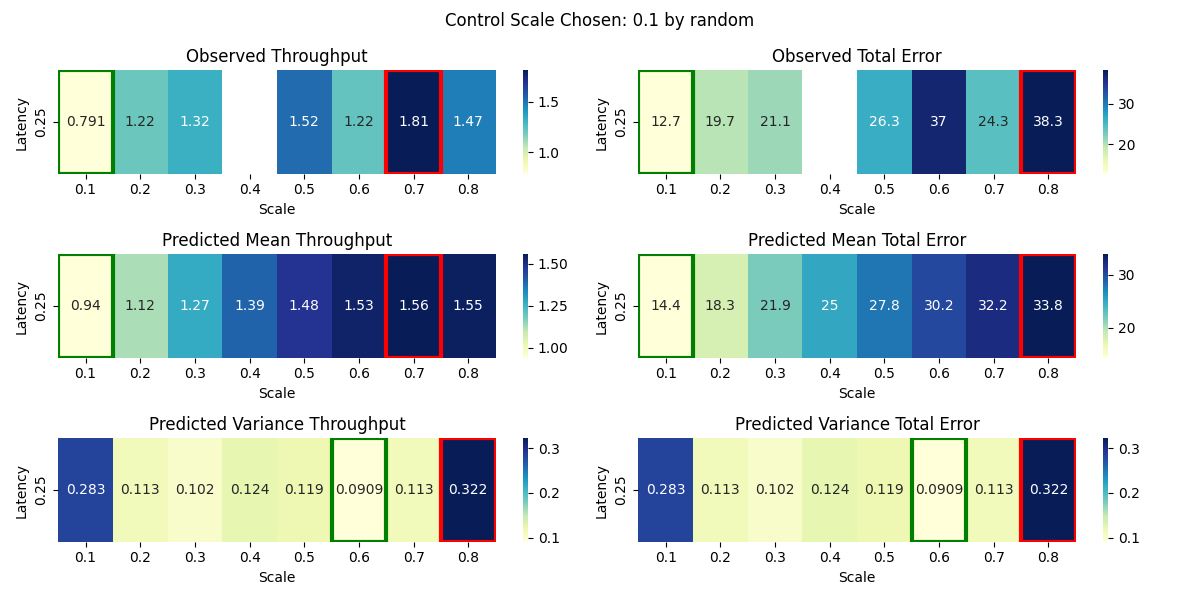 Control Scale Chosen: 0.1 by random
Observed Throughput
Latency
0.25
0.791 1.22 1.32 1.52 1.22 1.81 1.47
0.1 0.2 0.3 0.4 0.5 0.6 0.7 0.8
Scale
1.5
1.0
Observed Total Error
Latency
0.25
12.7 19.7 21.1 26.3 37 24.3 38.3
0.1 0.2 0.3 0.4 0.5 0.6 0.7 0.8
Scale
30
20
Predicted Mean Throughput
Latency
0.25
0.94 1.12 1.27 1.39 1.48 1.53 1.56 1.55
0.1 0.2 0.3 0.4 0.5 0.6 0.7 0.8
Scale
1.50
1.25
1.00
Predicted Mean Total Error
Latency
0.25
14.4 18.3 21.9 25 27.8 30.2 32.2 33.8
0.1 0.2 0.3 0.4 0.5 0.6 0.7 0.8
Scale
30
20
Predicted Variance Throughput
Latency
0.25
0.283 0.113 0.102 0.124 0.119 0.0909 0.113 0.322
0.1 0.2 0.3 0.4 0.5 0.6 0.7 0.8
Scale
0.3
0.2
0.1
Predicted Variance Total Error
Latency
0.25
0.283 0.113 0.102 0.124 0.119 0.0909 0.113 0.322
0.1 0.2 0.3 0.4 0.5 0.6 0.7 0.8
Scale
0.3
0.2
0.1